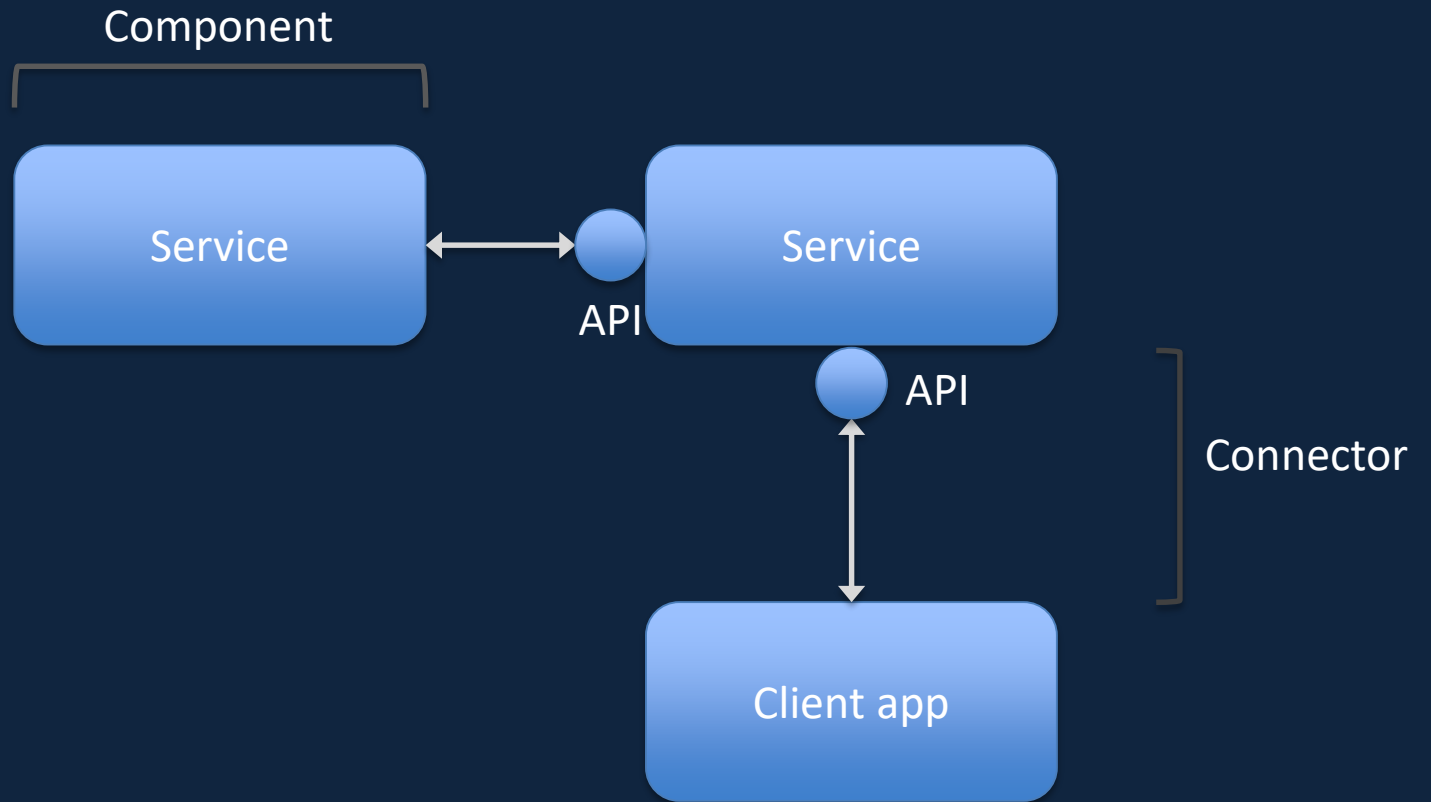 Component
Service
Service
API
API
Connector
Client app